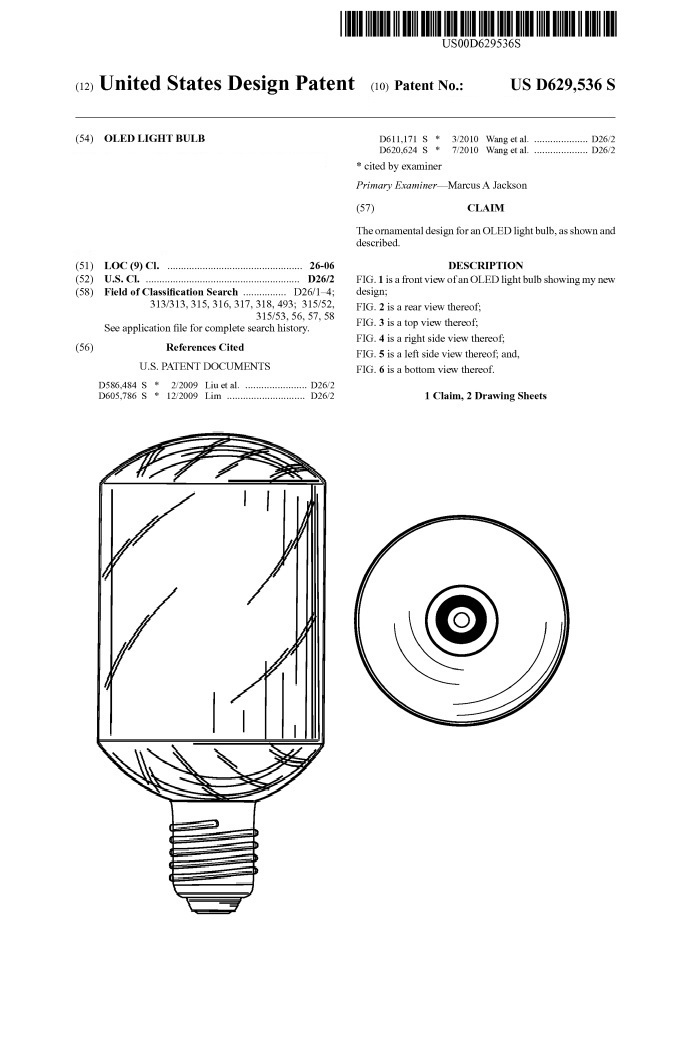 US00D629536S
(12) United States Design Patent (10) Patent No.: US D629,536 S
(54) OLED LIGHT BULB
(51) LOC (9) Cl. ................................................ 26-06
(52) U.S. Cl. ....................................................... D26/2
(58) Field of Classification Search ............... D26/1–4;
313/313, 315, 316, 317, 318, 493; 315/52,
315/53, 56, 57, 58
See application file for complete search history.
(56) References Cited
U.S. PATENT DOCUMENTS
D586,484 S * 2/2009 Liu et al. ....................... D26/2
D605,786 S * 12/2009 Lim ............................. D26/2
D611,171 S * 3/2010 Wang et al. .................... D26/2
D620,624 S * 7/2010 Wang et al. .................... D26/2
* cited by examiner
Primary Examiner—Marcus A Jackson
(57) CLAIM
The ornamental design for an OLED light bulb, as shown and
described.
DESCRIPTION
FIG. 1 is a front view of an OLED light bulb showing my new
design;
FIG. 2 is a rear view thereof;
FIG. 3 is a top view thereof;
FIG. 4 is a right side view thereof;
FIG. 5 is a left side view thereof; and,
FIG. 6 is a bottom view thereof.
1 Claim, 2 Drawing Sheets